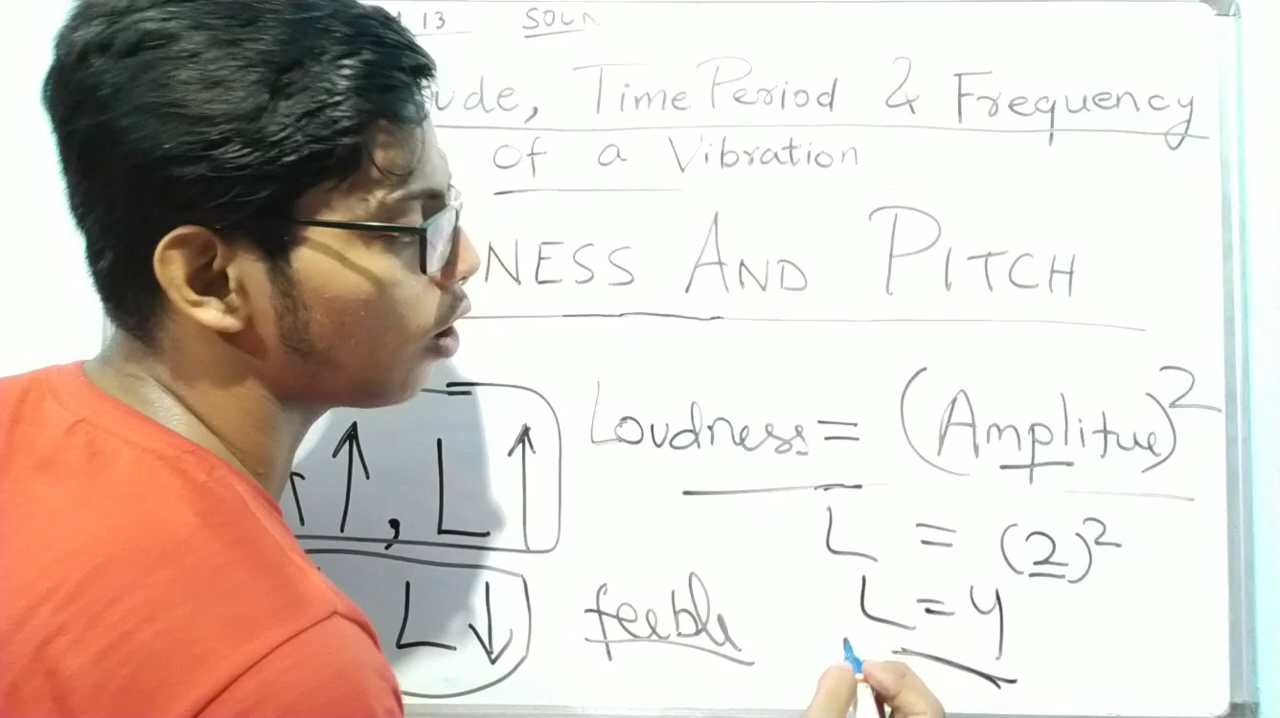 13 SOUN
ude, Time Period & Frequency
Of a Vibration
NESS AND PITCH
Loudness = (Amplitue)²
↑, L ↑
L = (2)²
L ↓
feeble
L = 4